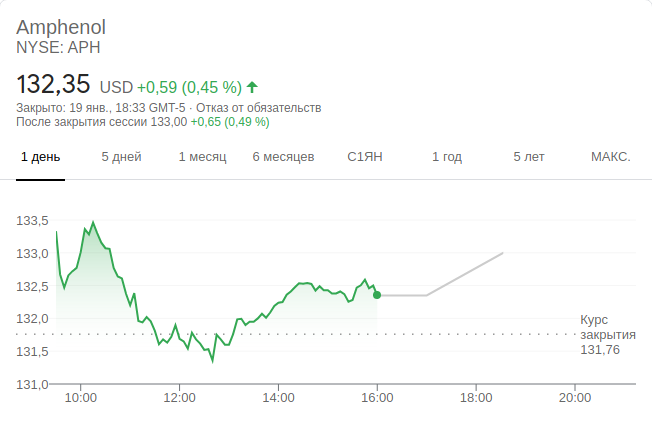 Amphenol
NYSE: APH
132,35 USD +0,59 (0,45 %)
Закрыто: 19 янв., 18:33 GMT-5 · Отказ от обязательств
После закрытия сессии 133,00 +0,65 (0,49 %)
1 день 5 дней 1 месяц 6 месяцев С1ЯН 1 год 5 лет МАКС.
133,5
133,0
132,5
132,0
131,5
131,0
Курс
закрытия
131,76
10:00 12:00 14:00 16:00 18:00 20:00